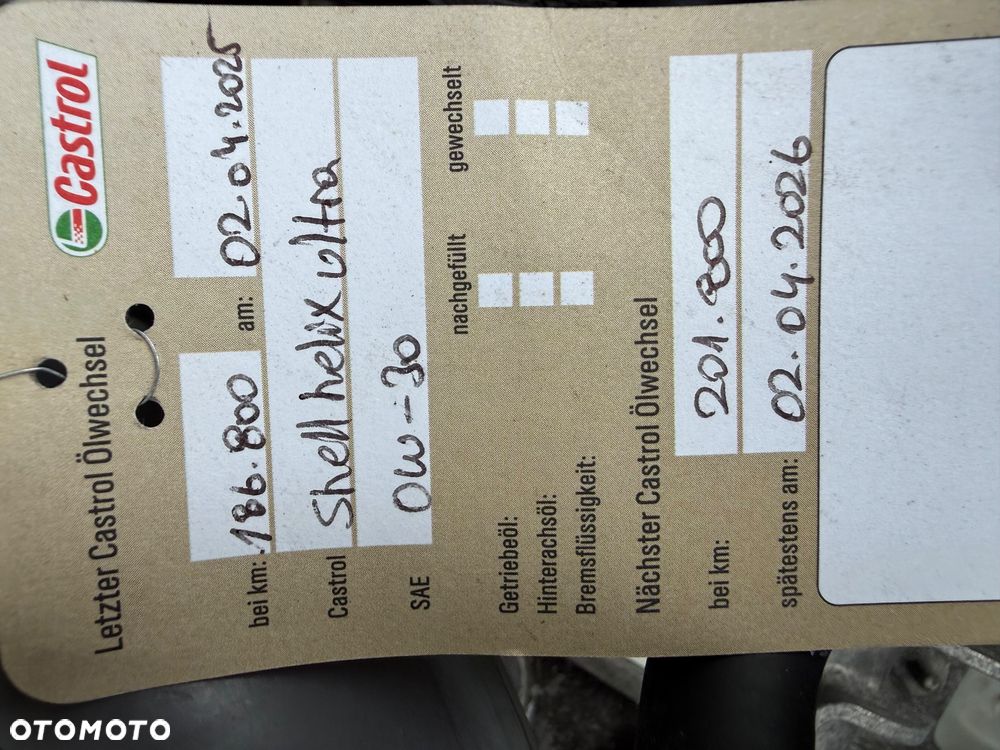 Castrol
Letzter Castrol Ölwechsel
bei km: 186.800 am: 02.04.2025
Castrol Shell helix ultra
SAE 0W-30
nachgefüllt gewechselt
Getriebeöl:
Hinterachsöl:
Bremsflüssigkeit:
Nächster Castrol Ölwechsel
bei km: 201.800
spätestens am: 02.04.2026
OTOMOTO